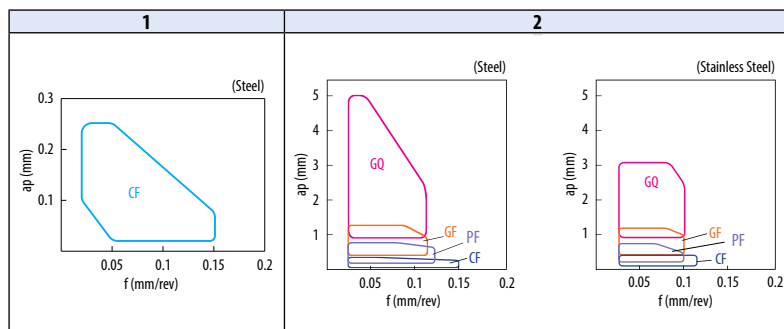 1
2
(Steel)
0.3
0.2
0.1
ap (mm)
CF
0.05
0.1
0.15
0.2
f (mm/rev)
(Steel)
5
4
3
2
1
ap (mm)
GQ
GF
PF
CF
0.05
0.1
0.15
0.2
f (mm/rev)
(Stainless Steel)
5
4
3
2
1
ap (mm)
GQ
GF
PF
CF
0.05
0.1
0.15
0.2
f (mm/rev)